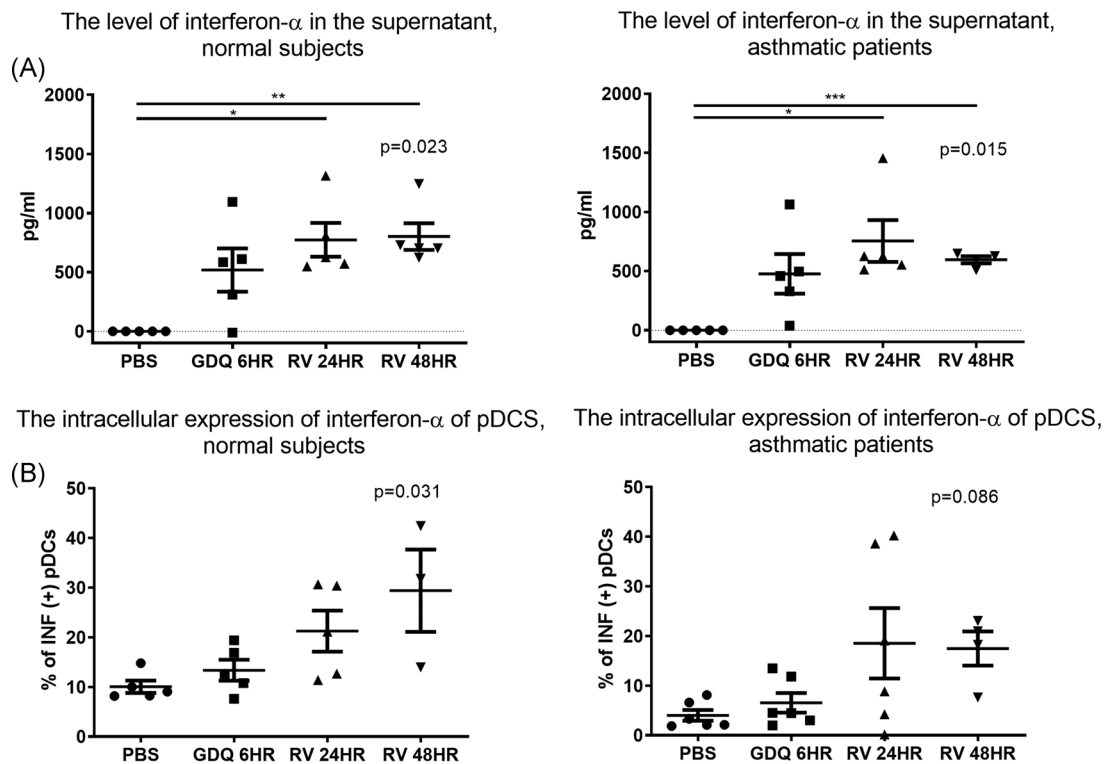 The level of interferon-α in the supernatant,
normal subjects
The level of interferon-α in the supernatant,
asthmatic patients
(A)
2000
1500
1000
500
0
pg/ml
**
*
p=0.023
PBS GDQ 6HR RV 24HR RV 48HR
2000
1500
1000
500
0
pg/ml
***
*
p=0.015
PBS GDQ 6HR RV 24HR RV 48HR
The intracellular expression of interferon-α of pDCS,
normal subjects
The intracellular expression of interferon-α of pDCS,
asthmatic patients
(B)
50
40
30
20
10
0
% of INF (+) pDCs
p=0.031
PBS GDQ 6HR RV 24HR RV 48HR
50
40
30
20
10
0
% of INF (+) pDCs
p=0.086
PBS GDQ 6HR RV 24HR RV 48HR